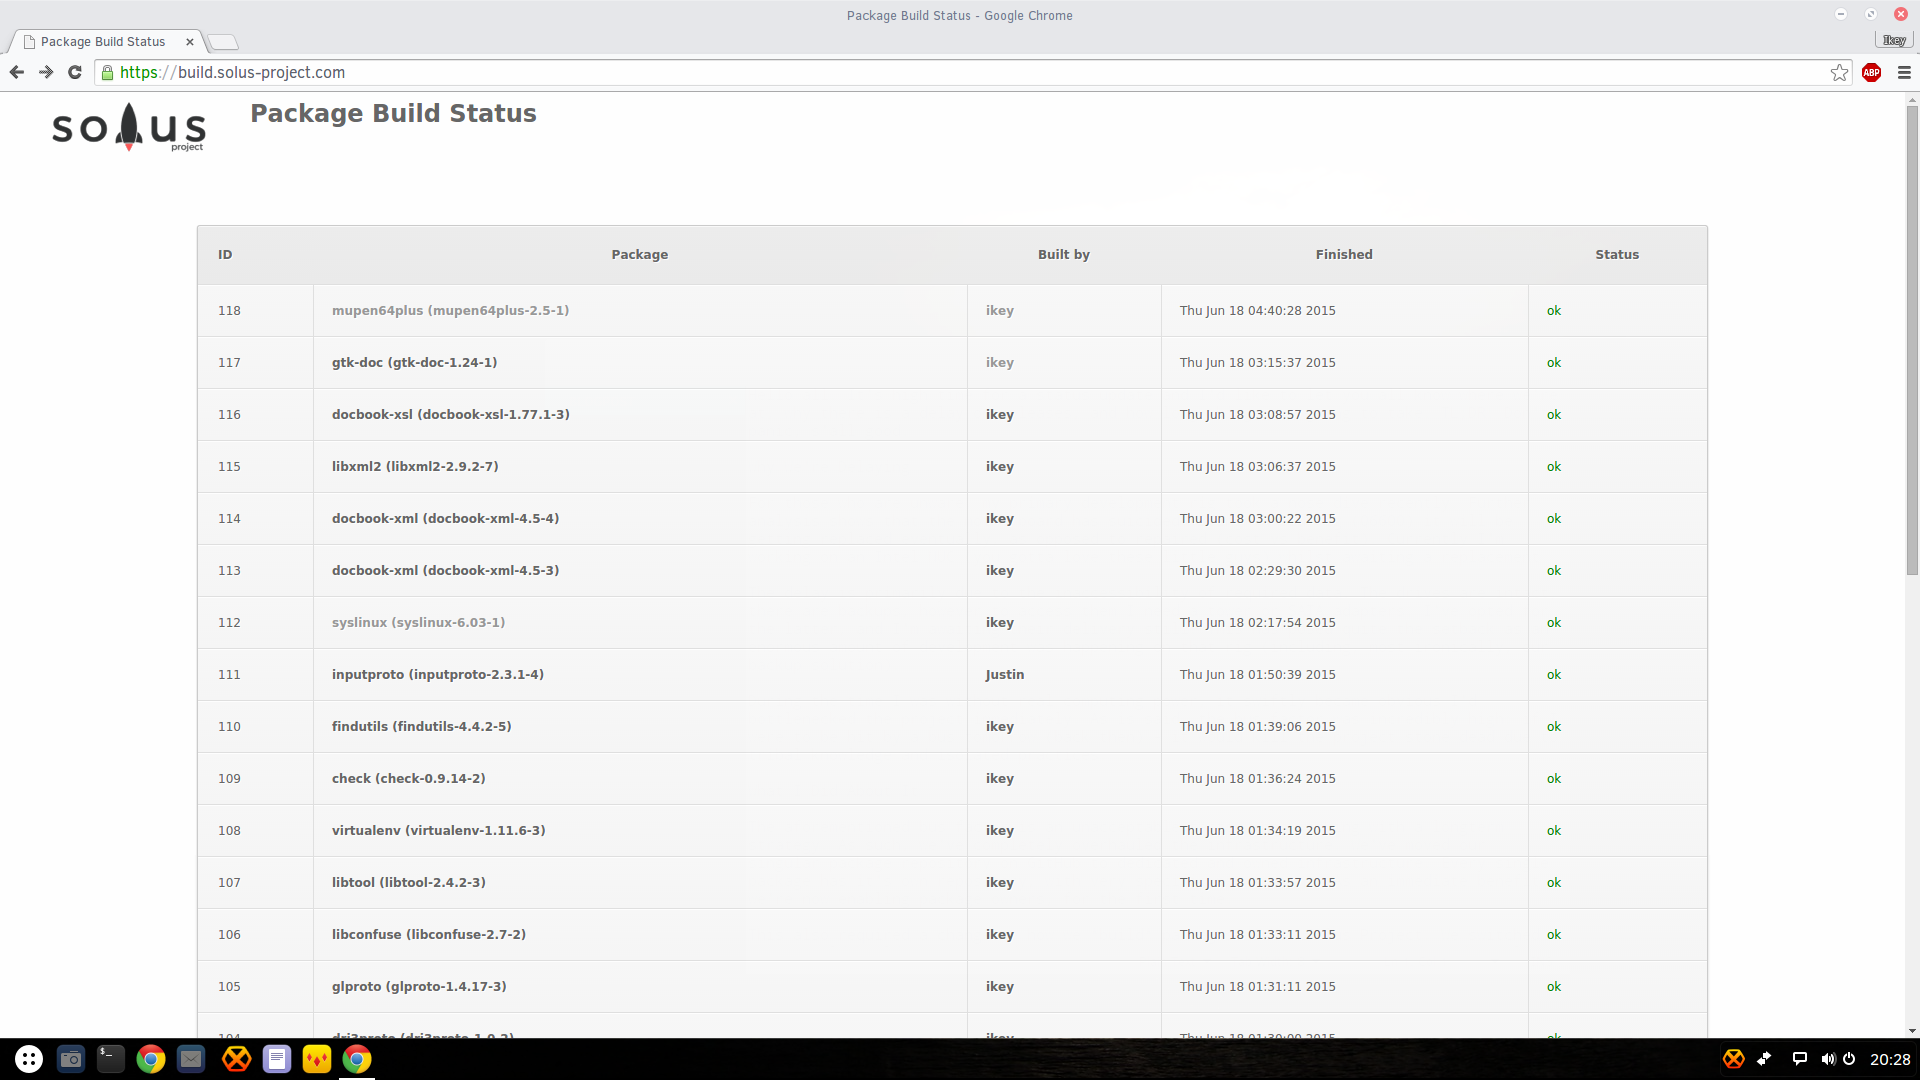 Package Build Status - Google Chrome
Package Build Status
Ikey
https://build.solus-project.com
ABP
solus project
Package Build Status
ID Package Built by Finished Status
118 mupen64plus (mupen64plus-2.5-1) ikey Thu Jun 18 04:40:28 2015 ok
117 gtk-doc (gtk-doc-1.24-1) ikey Thu Jun 18 03:15:37 2015 ok
116 docbook-xsl (docbook-xsl-1.77.1-3) ikey Thu Jun 18 03:08:57 2015 ok
115 libxml2 (libxml2-2.9.2-7) ikey Thu Jun 18 03:06:37 2015 ok
114 docbook-xml (docbook-xml-4.5-4) ikey Thu Jun 18 03:00:22 2015 ok
113 docbook-xml (docbook-xml-4.5-3) ikey Thu Jun 18 02:29:30 2015 ok
112 syslinux (syslinux-6.03-1) ikey Thu Jun 18 02:17:54 2015 ok
111 inputproto (inputproto-2.3.1-4) Justin Thu Jun 18 01:50:39 2015 ok
110 findutils (findutils-4.4.2-5) ikey Thu Jun 18 01:39:06 2015 ok
109 check (check-0.9.14-2) ikey Thu Jun 18 01:36:24 2015 ok
108 virtualenv (virtualenv-1.11.6-3) ikey Thu Jun 18 01:34:19 2015 ok
107 libtool (libtool-2.4.2-3) ikey Thu Jun 18 01:33:57 2015 ok
106 libconfuse (libconfuse-2.7-2) ikey Thu Jun 18 01:33:11 2015 ok
105 glproto (glproto-1.4.17-3) ikey Thu Jun 18 01:31:11 2015 ok
20:28